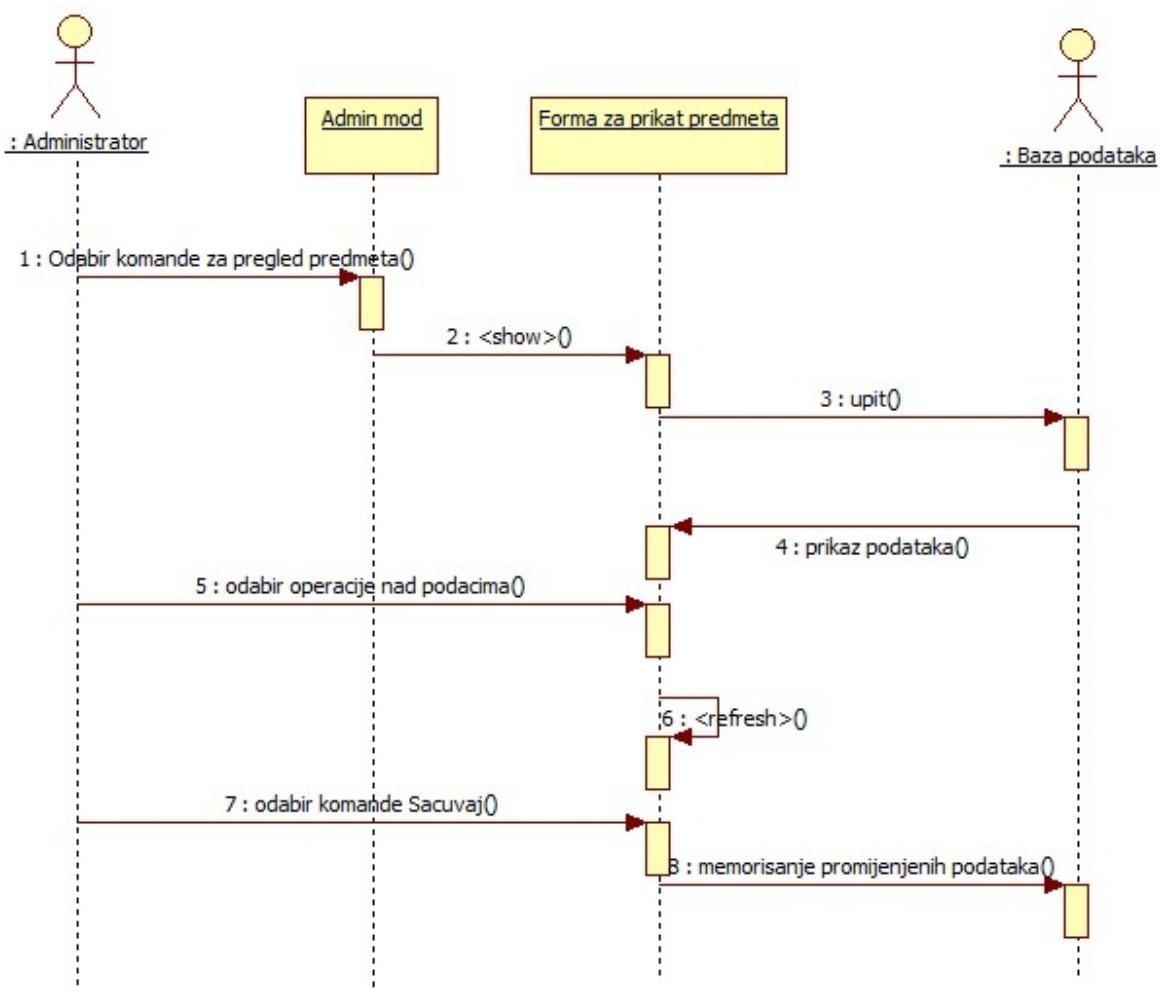 : Administrator
Admin mod
Forma za prikat predmeta
: Baza podataka
1 : Odabir komande za pregled predmeta()
2 : <show>()
3 : upit()
4 : prikaz podataka()
5 : odabir operacije nad podacima()
6 : <refresh>()
7 : odabir komande Sacuvaj()
8 : memorisanje promijenjenih podataka()